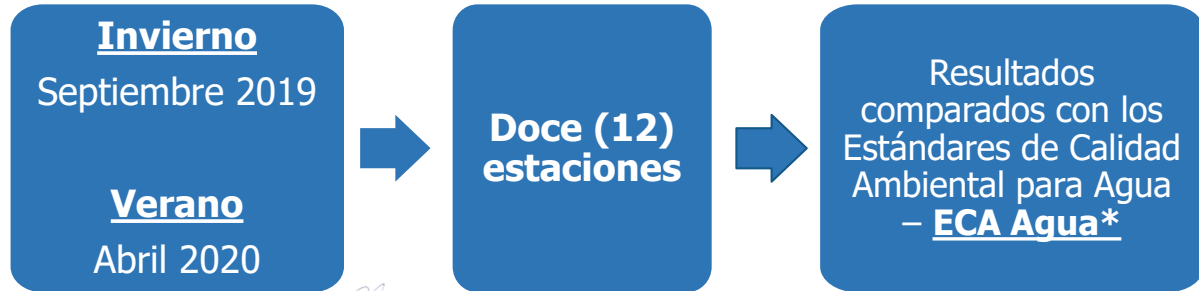 Invierno
Septiembre 2019
Verano
Abril 2020
Doce (12)
estaciones
Resultados
comparados con los
Estándares de Calidad
Ambiental para Agua
– ECA Agua*